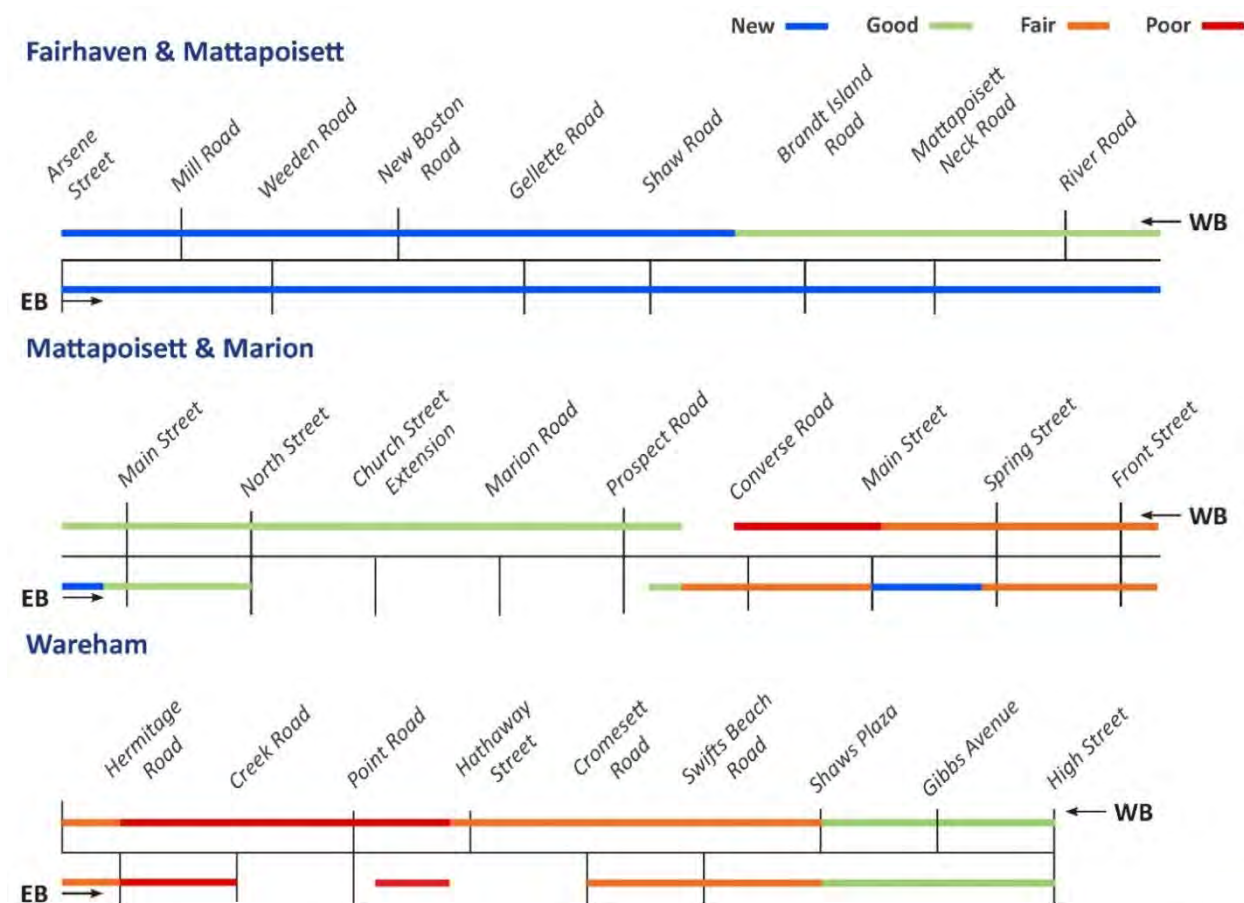 New
Good
Fair
Poor
Fairhaven & Mattapoisett
Arsene
Street
Mill Road
Weeden Road
New Boston
Road
Gellette Road
Shaw Road
Brandt Island
Road
Mattapoisett
Neck Road
River Road
WB
EB
Mattapoisett & Marion
Main Street
North Street
Church Street
Extension
Marion Road
Prospect Road
Converse Road
Main Street
Spring Street
Front Street
WB
EB
Wareham
Hermitage
Road
Creek Road
Point Road
Hathaway
Street
Cromesett
Road
Swifts Beach
Road
Shaws Plaza
Gibbs Avenue
High Street
WB
EB